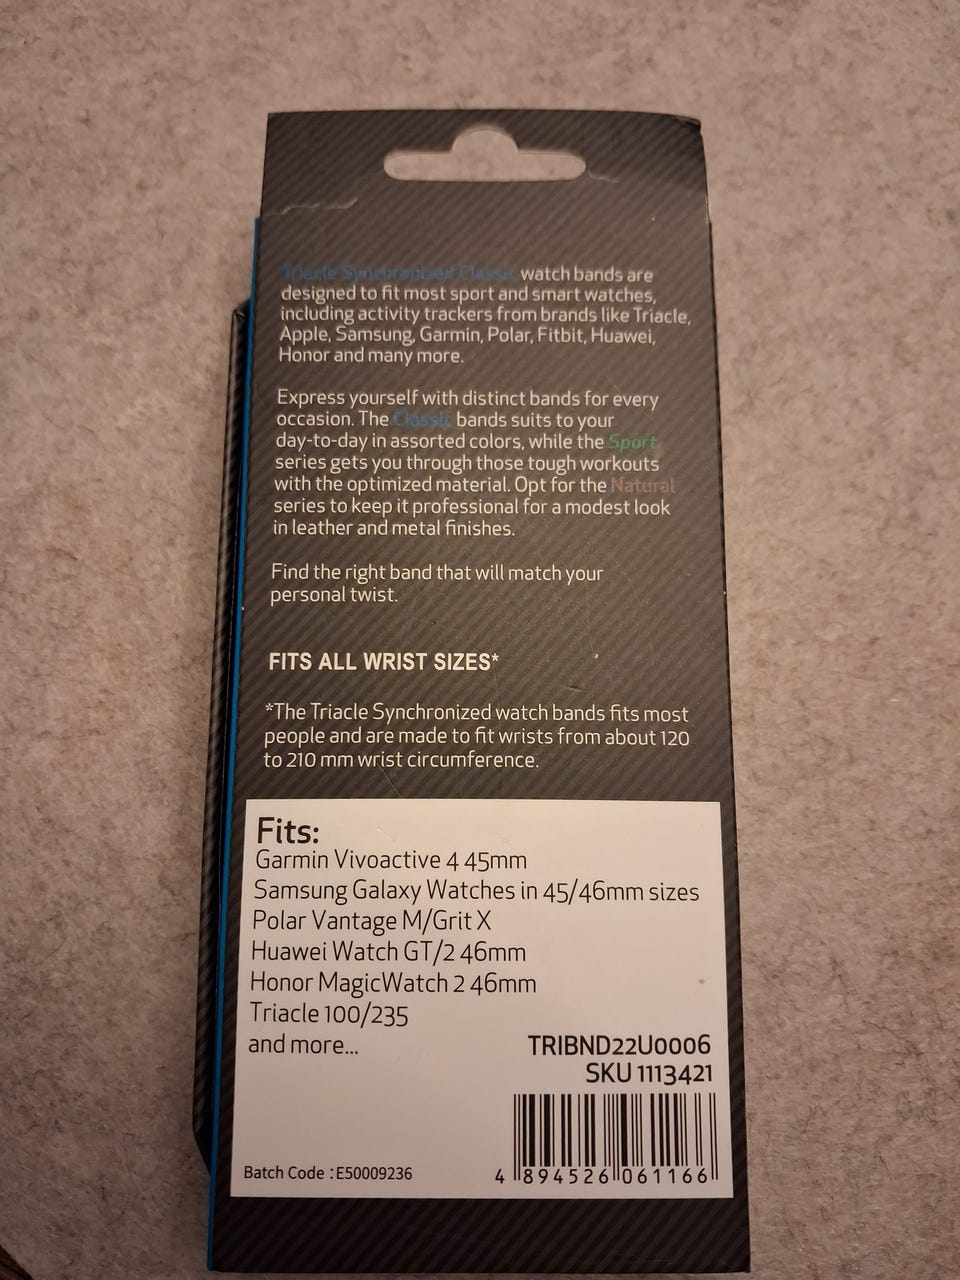 Triacle Synchronized Classic watch bands are
designed to fit most sport and smart watches,
including activity trackers from brands like Triacle,
Apple, Samsung, Garmin, Polar, Fitbit, Huawei,
Honor and many more.
Express yourself with distinct bands for every
occasion. The Classic bands suits to your
day-to-day in assorted colors, while the Sport
series gets you through those tough workouts
with the optimized material. Opt for the Natural
series to keep it professional for a modest look
in leather and metal finishes.
Find the right band that will match your
personal twist.
FITS ALL WRIST SIZES*
*The Triacle Synchronized watch bands fits most
people and are made to fit wrists from about 120
to 210 mm wrist circumference.
Fits:
Garmin Vivoactive 4 45mm
Samsung Galaxy Watches in 45/46mm sizes
Polar Vantage M/Grit X
Huawei Watch GT/2 46mm
Honor MagicWatch 2 46mm
Triacle 100/235
and more...
TRIBND22U0006
SKU 1113421
Batch Code : E50009236
4 894526 061166